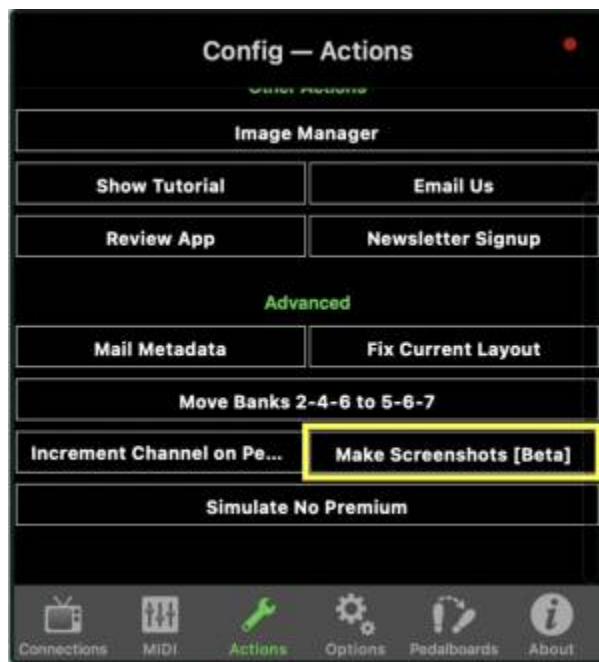 Config — Actions
Other Actions
Image Manager
Show Tutorial Email Us
Review App Newsletter Signup
Advanced
Mail Metadata Fix Current Layout
Move Banks 2-4-6 to 5-6-7
Increment Channel on Pe... Make Screenshots [Beta]
Simulate No Premium
Connections MIDI Actions Options Pedalboards About